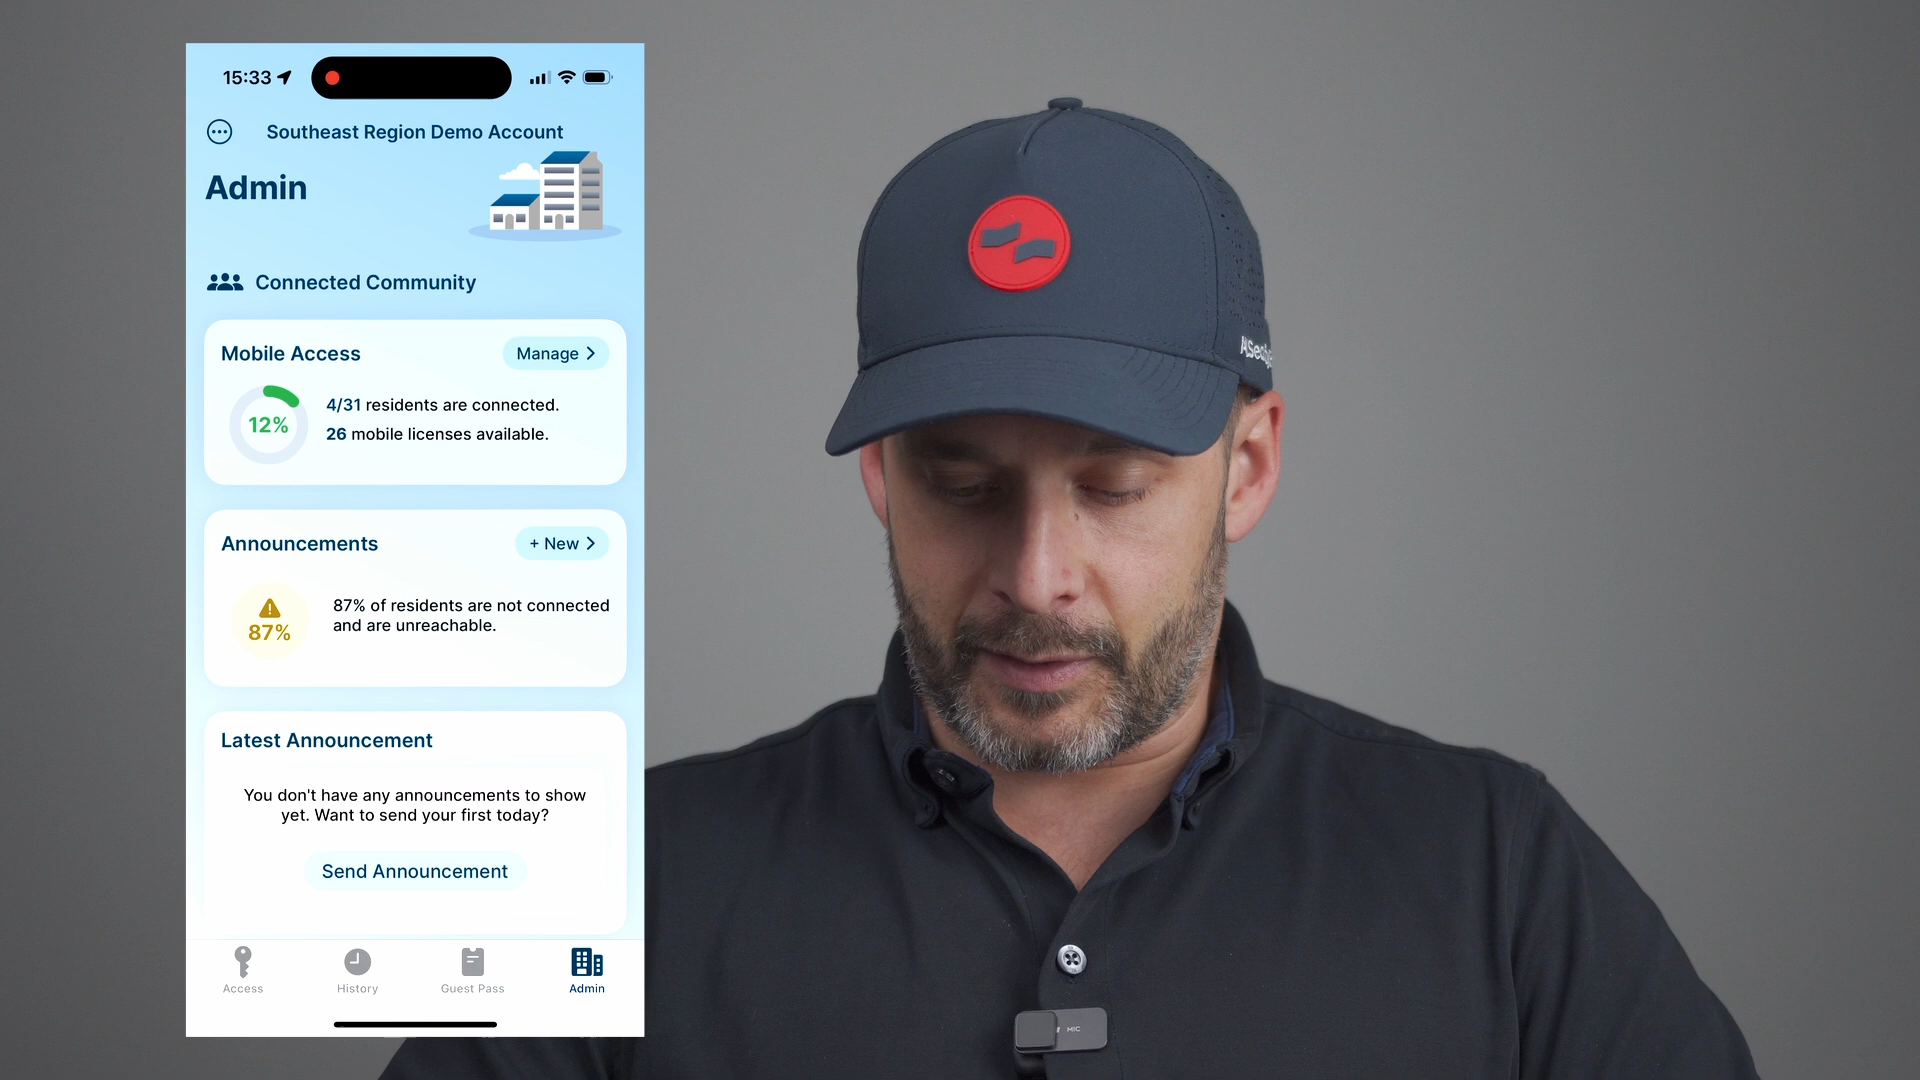 15:33
Southeast Region Demo Account
Admin
Connected Community
Mobile Access
Manage
12%
4/31 residents are connected.
26 mobile licenses available.
Announcements
+ New
87%
87% of residents are not connected
and are unreachable.
Latest Announcement
You don't have any announcements to show
yet. Want to send your first today?
Send Announcement
Access
History
Guest Pass
Admin
MIC